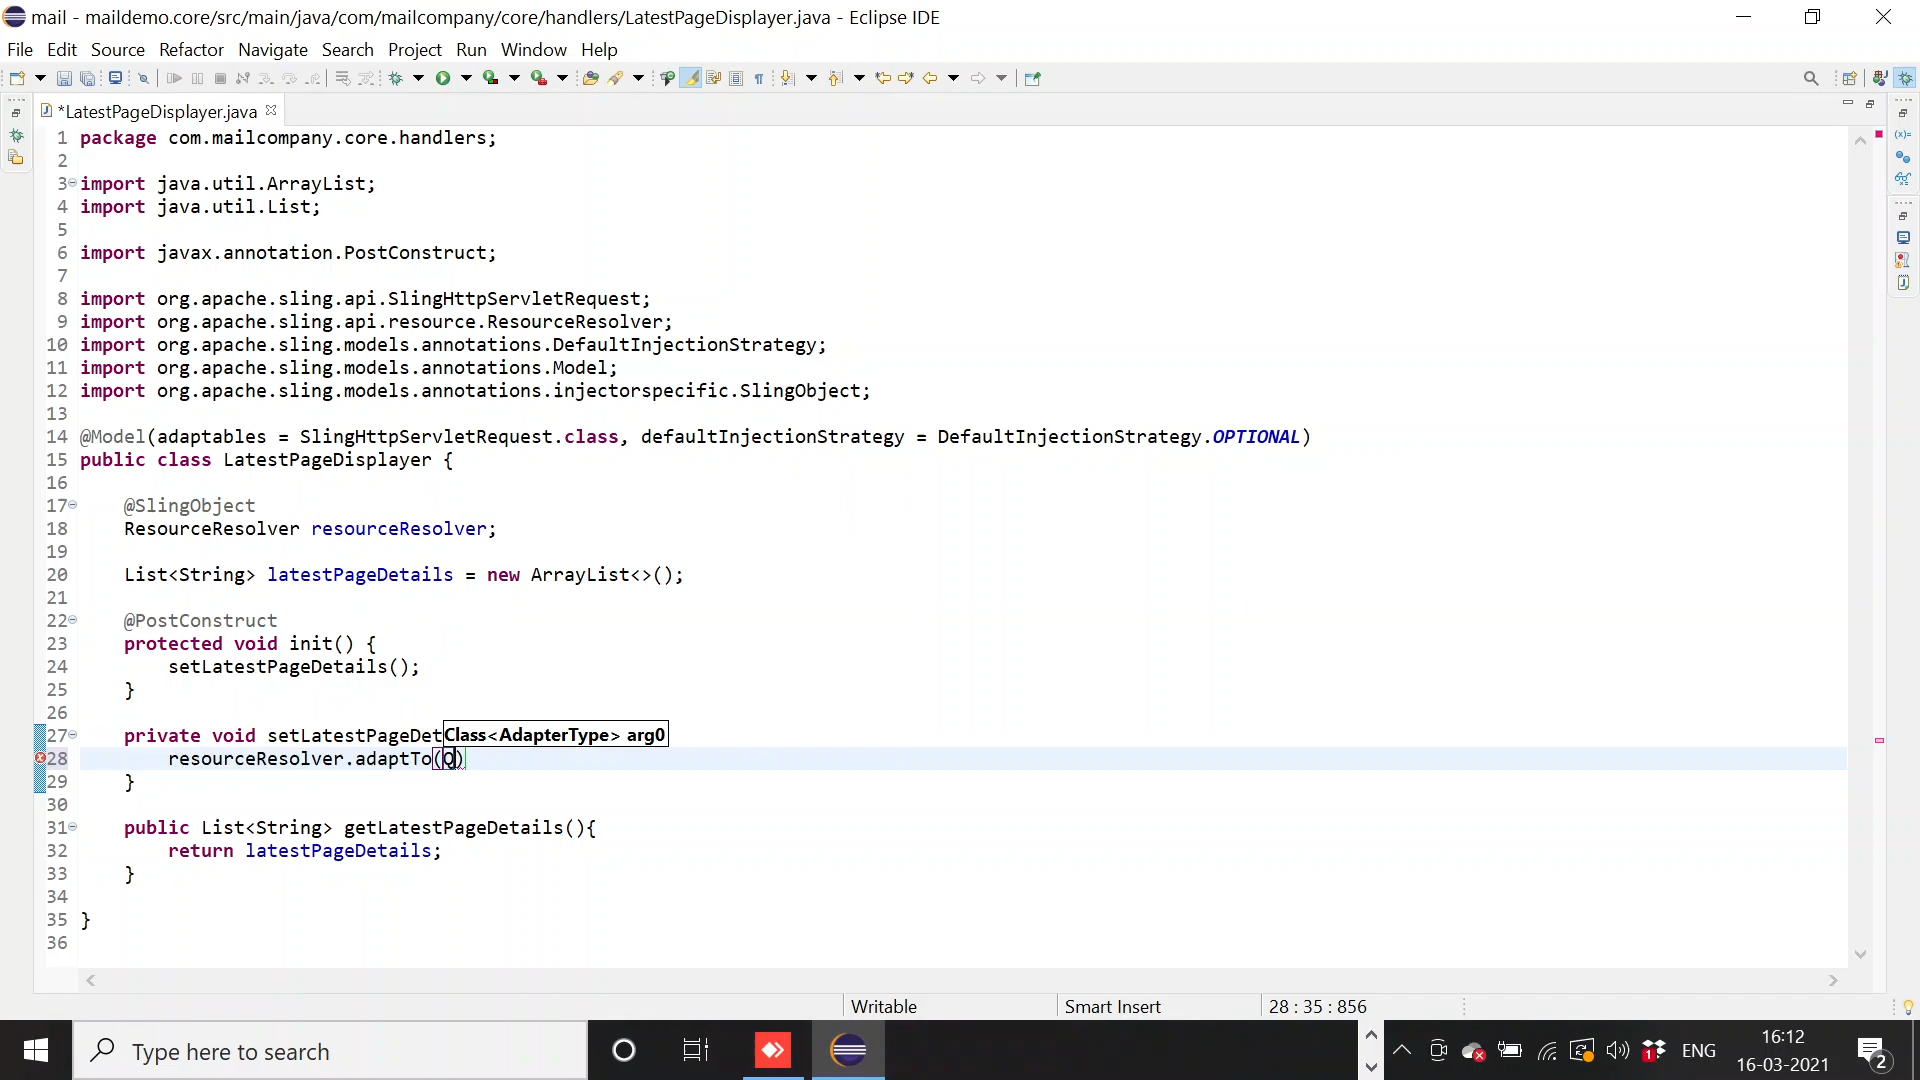 mail - maildemo.core/src/main/java/com/mailcompany/core/handlers/LatestPageDisplayer.java - Eclipse IDE
File Edit Source Refactor Navigate Search Project Run Window Help
*LatestPageDisplayer.java
1 package com.mailcompany.core.handlers;
2
3 import java.util.ArrayList;
4 import java.util.List;
5
6 import javax.annotation.PostConstruct;
7
8 import org.apache.sling.api.SlingHttpServletRequest;
9 import org.apache.sling.api.resource.ResourceResolver;
10 import org.apache.sling.models.annotations.DefaultInjectionStrategy;
11 import org.apache.sling.models.annotations.Model;
12 import org.apache.sling.models.annotations.injectorspecific.SlingObject;
13
14 @Model(adaptables = SlingHttpServletRequest.class, defaultInjectionStrategy = DefaultInjectionStrategy.OPTIONAL)
15 public class LatestPageDisplayer {
16
17 @SlingObject
18 ResourceResolver resourceResolver;
19
20 List<String> latestPageDetails = new ArrayList<>();
21
22 @PostConstruct
23 protected void init() {
24 setLatestPageDetails();
25 }
26
27 private void setLatestPageDet Class<AdapterType> arg0
28 resourceResolver.adaptTo(Q)
29 }
30
31 public List<String> getLatestPageDetails(){
32 return latestPageDetails;
33 }
34
35 }
36
Writable Smart Insert 28 : 35 : 856
Type here to search
1 ENG 16:12 2
16-03-2021